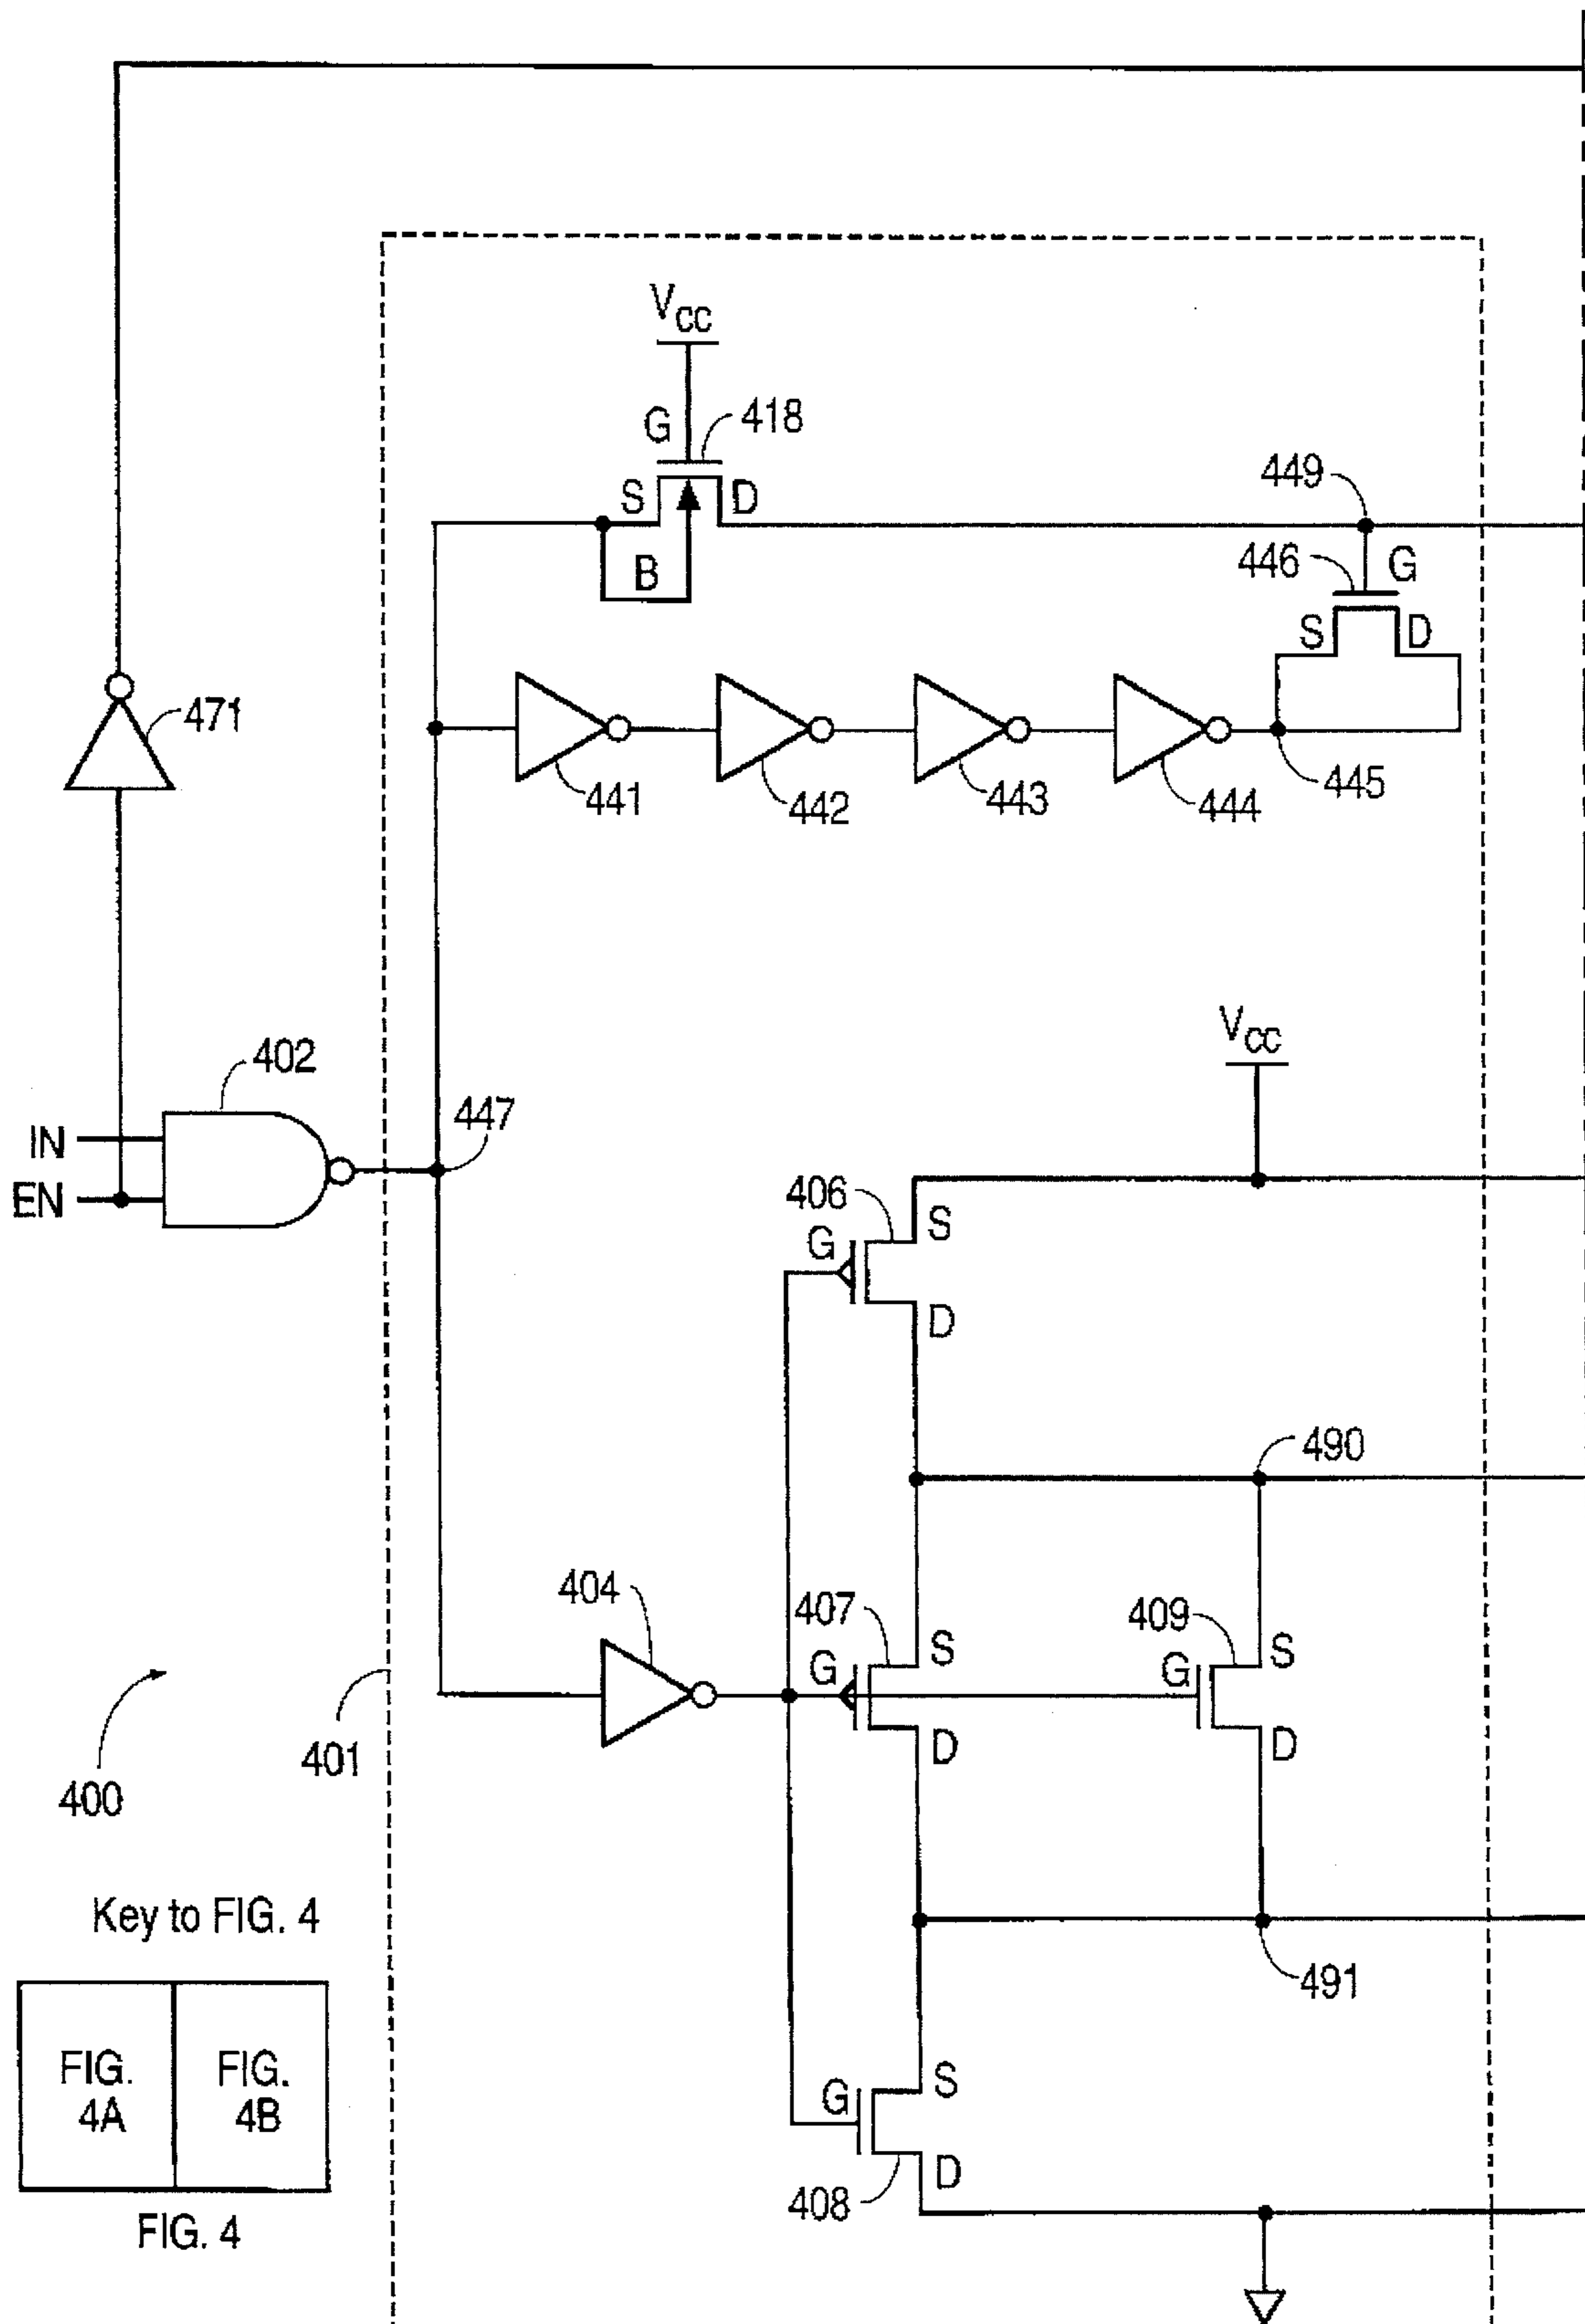 VCC
G
418
S
D
B
449
446
G
S
D
471
441
442
443
444
445
402
VCC
IN
447
EN
406
S
G
D
490
404
407
409
S
S
G
G
D
D
401
400
Key to FIG. 4
491
FIG.
4A
FIG.
4B
S
G
D
408
FIG. 4